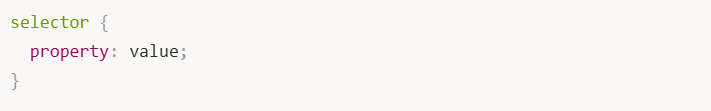 selector {
  property: value;
}